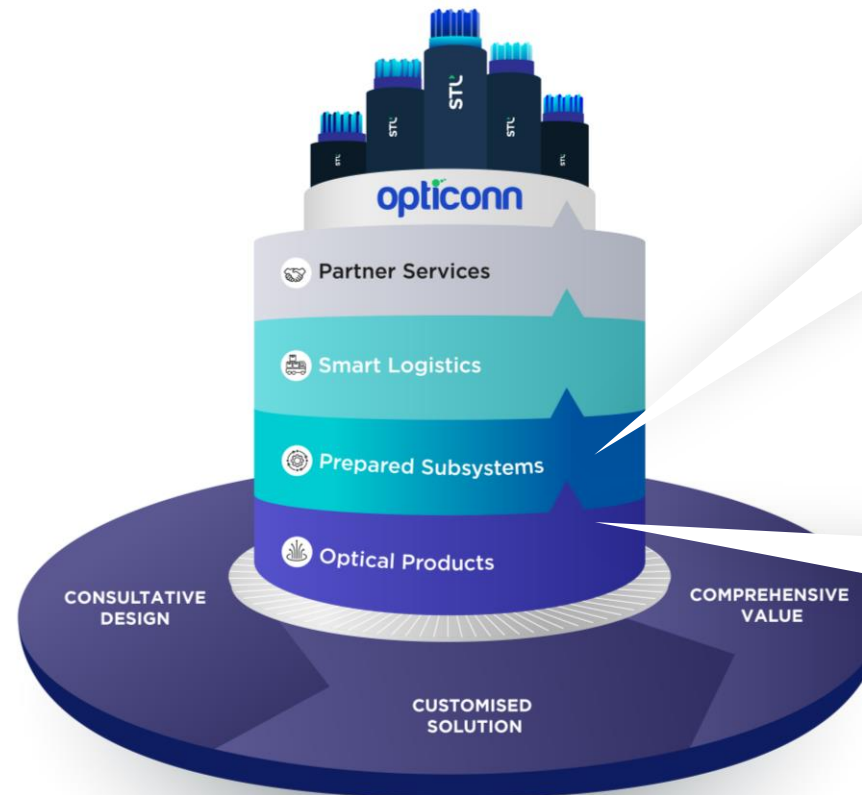 STL
STL
STL
STL
STL
opticonn
Partner Services
Smart Logistics
Prepared Subsystems
Optical Products
CONSULTATIVE
DESIGN
CUSTOMISED
SOLUTION
COMPREHENSIVE
VALUE